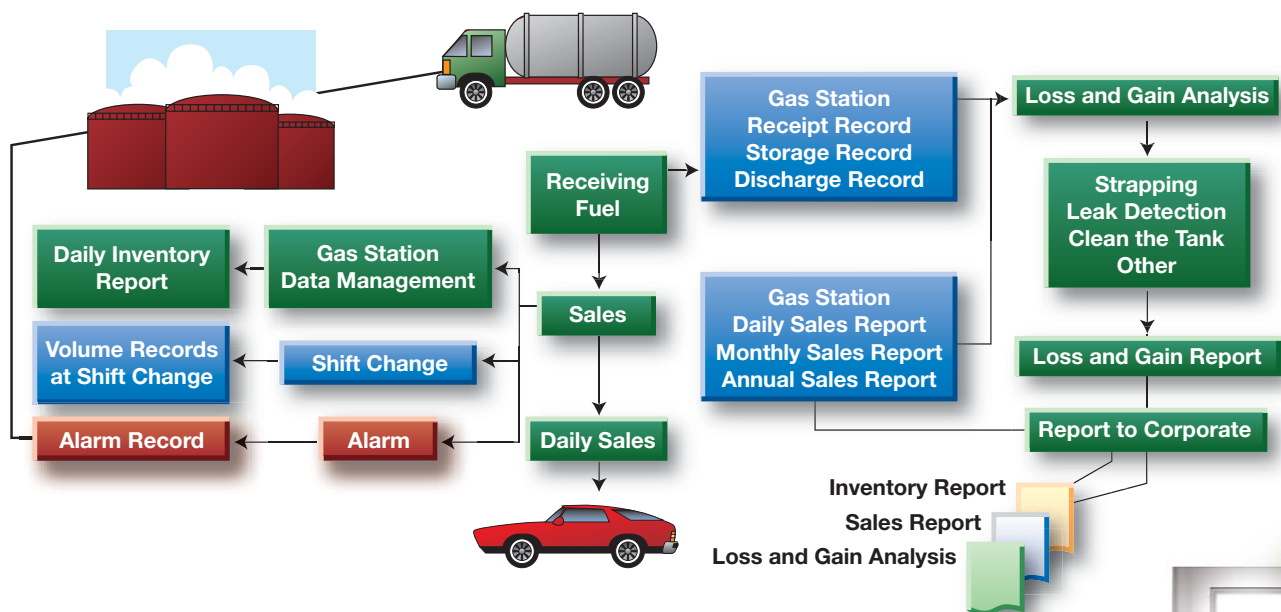 Gas Station
Receipt Record
Storage Record
Discharge Record
Loss and Gain Analysis
Receiving
Fuel
Strapping
Leak Detection
Clean the Tank
Other
Daily Inventory
Report
Gas Station
Data Management
Sales
Gas Station
Daily Sales Report
Monthly Sales Report
Annual Sales Report
Volume Records
at Shift Change
Shift Change
Loss and Gain Report
Alarm Record
Alarm
Daily Sales
Report to Corporate
Inventory Report
Sales Report
Loss and Gain Analysis